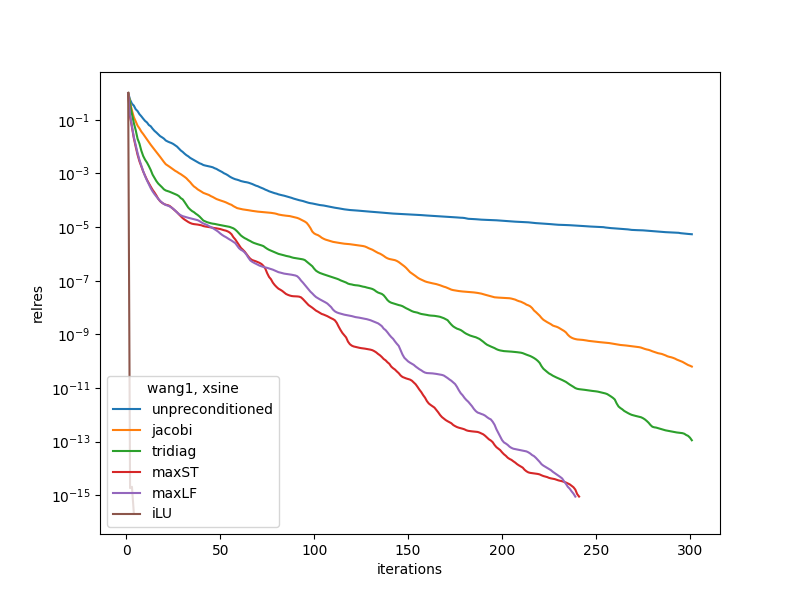 relres
10⁻¹
10⁻³
10⁻⁵
10⁻⁷
10⁻⁹
10⁻¹¹
10⁻¹³
10⁻¹⁵
wang1, xsine
unpreconditioned
jacobi
tridiag
maxST
maxLF
iLU
0 50 100 150 200 250 300
iterations